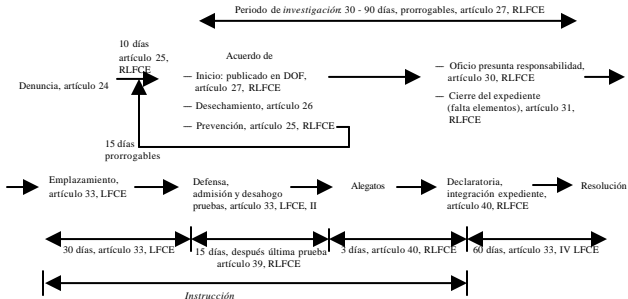 Periodo de investigación: 30 - 90 días, prorrogables, artículo 27, RLFCE
10 días
artículo 25,
RLFCE
Denuncia, artículo 24
Acuerdo de
— Inicio: publicado en DOF,
artículo 27, RLFCE
— Desechamiento, artículo 26
— Prevención, artículo 25, RLFCE
— Oficio presunta responsabilidad,
artículo 30, RLFCE
— Cierre del expediente
(falta elementos), artículo 31,
RLFCE
15 días
prorrogables
Emplazamiento,
artículo 33, LFCE
Defensa,
admisión y desahogo
pruebas, artículo 33, LFCE, II
Alegatos
Declaratoria,
integración expediente,
artículo 40, RLFCE
Resolución
30 días, artículo 33, LFCE
15 días, después última prueba
artículo 39, RLFCE
3 días, artículo 40, RLFCE
60 días, artículo 33, IV LFCE
Instrucción